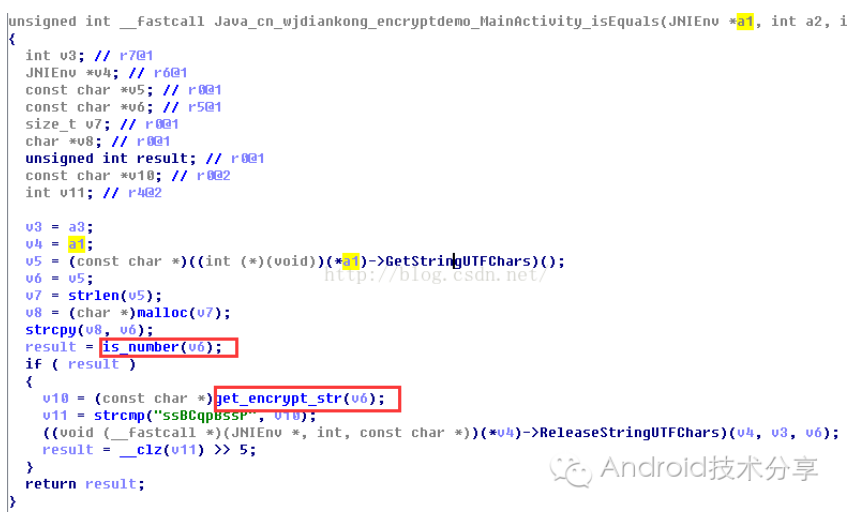 unsigned int __fastcall Java_cn_wjdiankong_encryptdemo_MainActivity_isEquals(JNIEnv *a1, int a2, i
{
int v3; // r7@1
JNIEnv *v4; // r6@1
const char *v5; // r0@1
const char *v6; // r5@1
size_t v7; // r0@1
char *v8; // r0@1
unsigned int result; // r0@1
const char *v10; // r0@2
int v11; // r4@2
v3 = a3;
v4 = a1;
v5 = (const char *)((int (*)(void))(*a1)->GetStringUTFChars)();
http://blog.csdn.net/
v6 = v5;
v7 = strlen(v5);
v8 = (char *)malloc(v7);
strcpy(v8, v6);
result = is_number(v6);
if ( result )
{
v10 = (const char *)get_encrypt_str(v6);
v11 = strcmp("ssBCqpBssP", v10);
((void (__fastcall *)(JNIEnv *, int, const char *))(*v4)->ReleaseStringUTFChars)(v4, v3, v6);
result = __clz(v11) >> 5;
}
return result;
}
Android技术分享